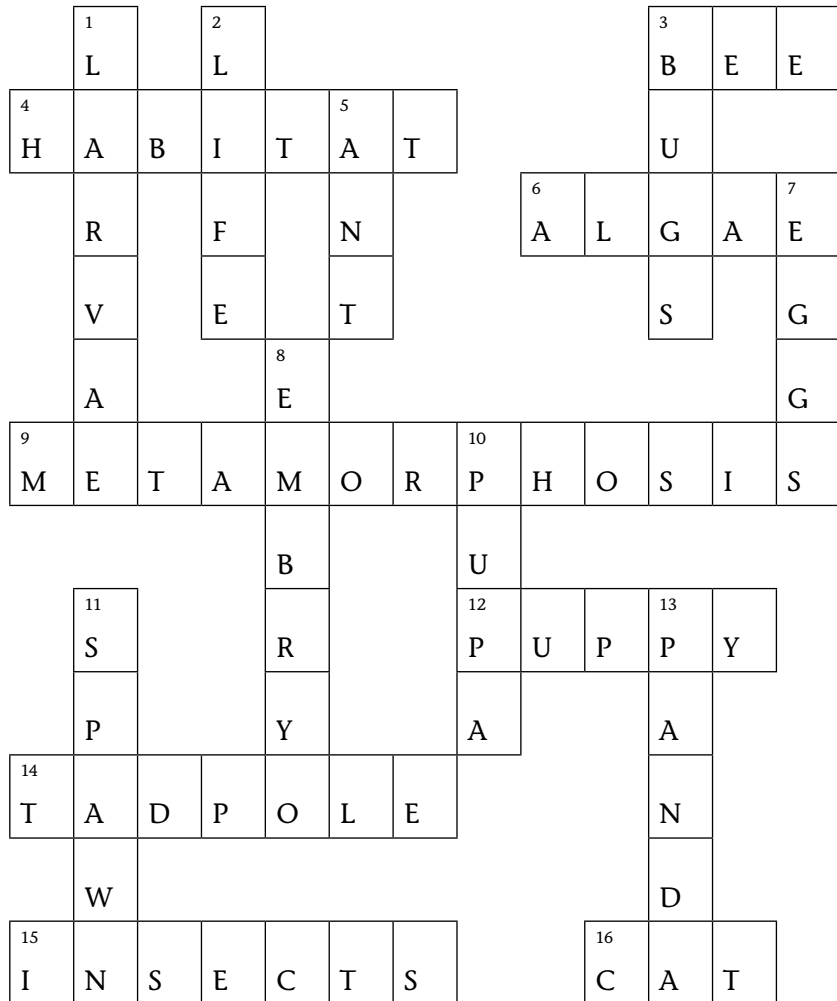 1 2 3
L L B E E
4 5
H A B I T A T U
6 7
R F N A L G A E
V E T S G
8
A E G
9 10
M E T A M O R P H O S I S
B U
11 12 13
S R P U P P Y
P Y A A
14
T A D P O L E N
W D
15 16
I N S E C T S C A T